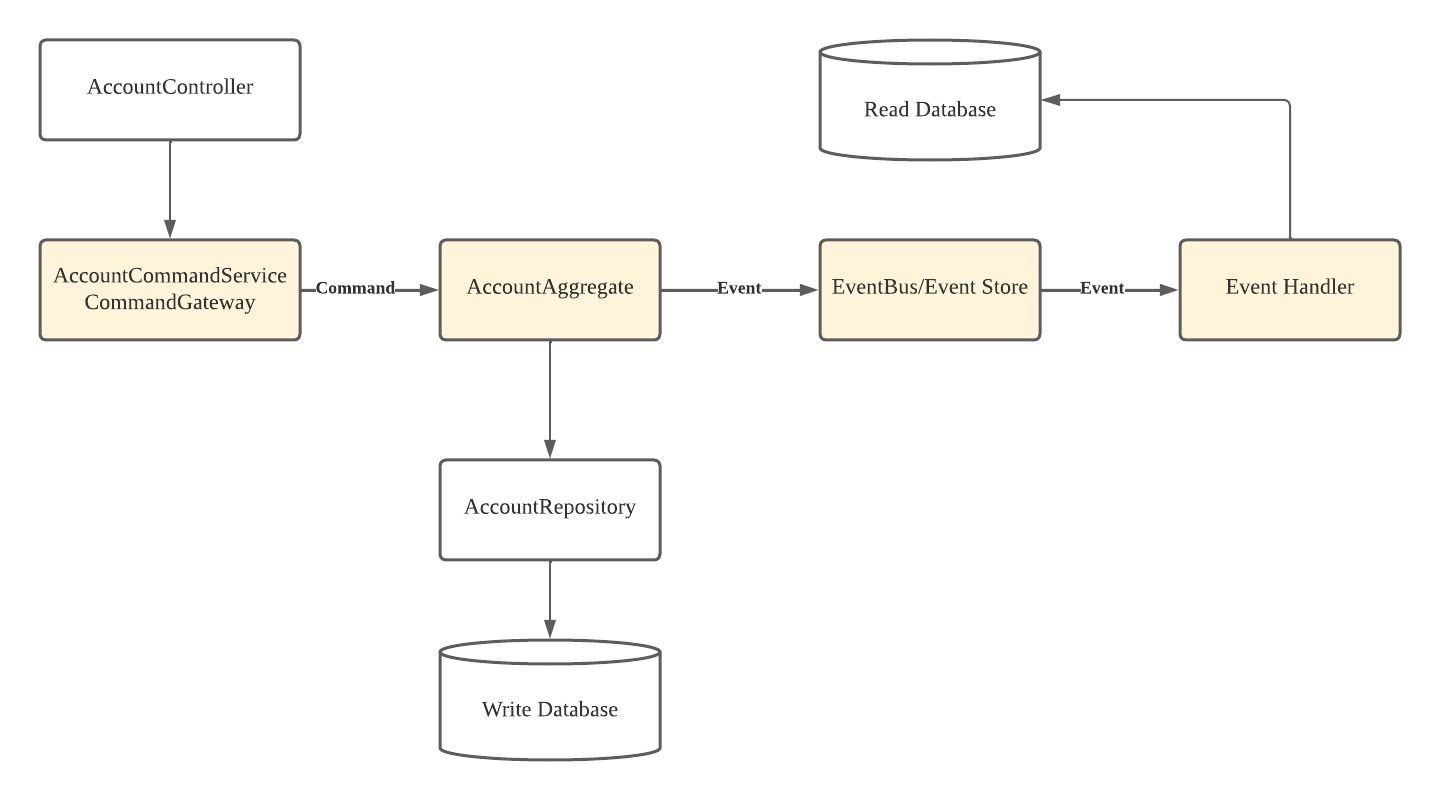 AccountController
Read Database
AccountCommandService
CommandGateway
Command
AccountAggregate
Event
EventBus/Event Store
Event
Event Handler
AccountRepository
Write Database